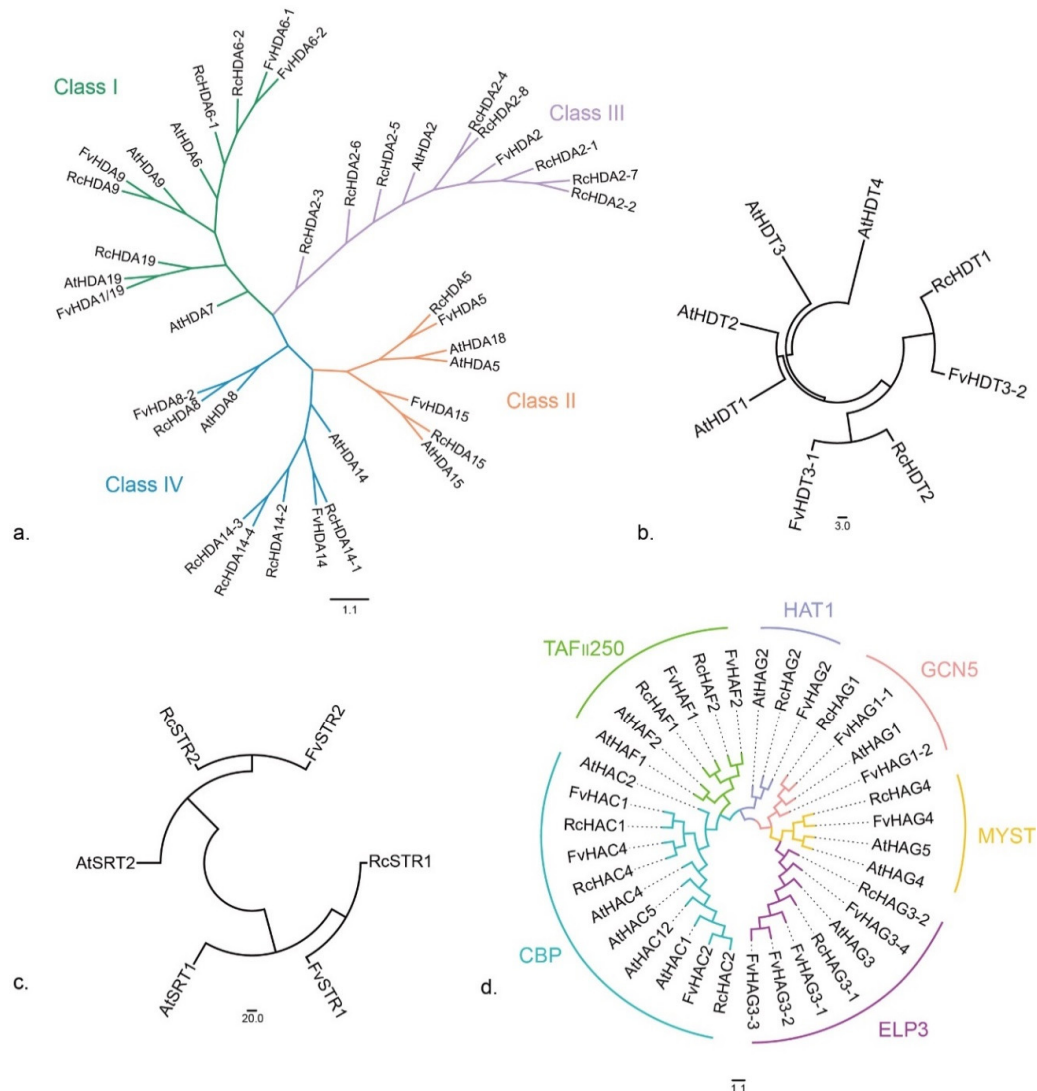 Class I
RcHDA6-2
FvHDA6-1
FvHDA6-2
RcHDA6-1
AtHDA6
AtHDA9
FvHDA9
RcHDA9
RcHDA19
AtHDA19
FvHDA1/19
AtHDA7
Class III
RcHDA2-3
RcHDA2-6
RcHDA2-5
AtHDA2
RcHDA2-4
RcHDA2-8
FvHDA2
RcHDA2-1
RcHDA2-7
RcHDA2-2
Class II
RcHDA5
FvHDA5
AtHDA18
AtHDA5
FvHDA15
RcHDA15
AtHDA15
Class IV
FvHDA8-2
RcHDA8
AtHDA8
AtHDA14
RcHDA14-3
RcHDA14-4
RcHDA14-2
FvHDA14
RcHDA14-1
1.1
a.
AtHDT3
AtHDT4
RcHDT1
AtHDT2
FvHDT3-2
AtHDT1
RcHDT2
FvHDT3-1
3.0
b.
RcSTR2
FvSTR2
AtSRT2
RcSTR1
AtSRT1
FvSTR1
20.0
c.
TAFII250
HAT1
GCN5
MYST
ELP3
CBP
AtHAG2
RcHAG2
FvHAG2
RcHAG1
FvHAG1-1
AtHAG1
FvHAG1-2
RcHAG4
FvHAG4
AtHAG5
AtHAG4
RcHAG3-2
FvHAG3-4
AtHAG3
RcHAG3-1
FvHAG3-1
FvHAG3-2
FvHAG3-3
RcHAC2
FvHAC2
AtHAC1
AtHAC12
AtHAC5
AtHAC4
RcHAC4
FvHAC4
RcHAC1
FvHAC1
AtHAC2
AtHAF1
AtHAF2
RcHAF1
FvHAF1
RcHAF2
FvHAF2
1.1
d.